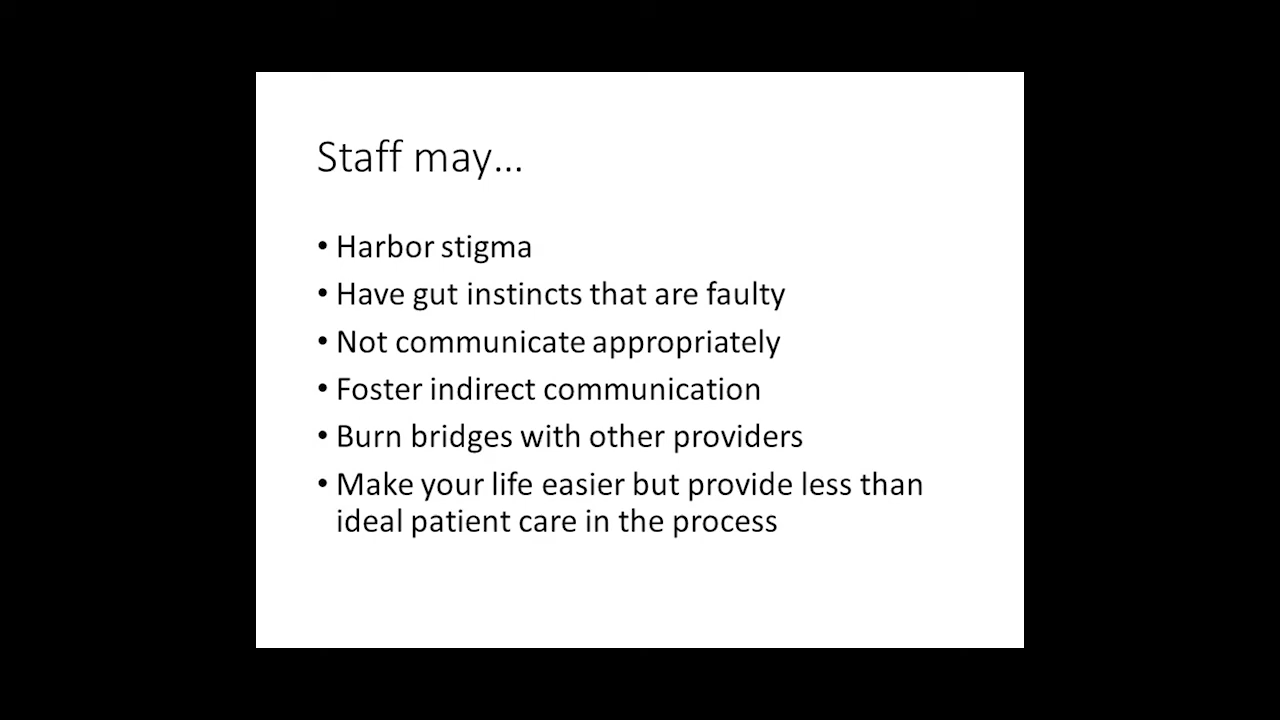 Staff may...
• Harbor stigma
• Have gut instincts that are faulty
• Not communicate appropriately
• Foster indirect communication
• Burn bridges with other providers
• Make your life easier but provide less than
ideal patient care in the process